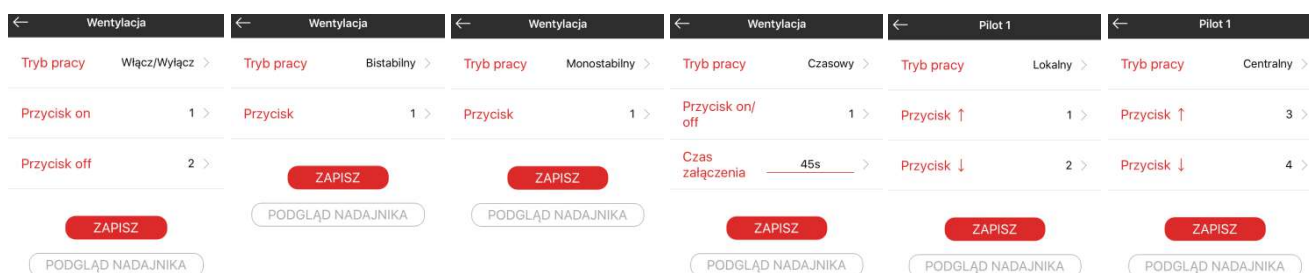 ← Wentylacja
Tryb pracy Włącz/Wyłącz >
Przycisk on 1 >
Przycisk off 2 >
ZAPISZ
PODGLĄD NADAJNIKA
← Wentylacja
Tryb pracy Bistabilny >
Przycisk 1 >
ZAPISZ
PODGLĄD NADAJNIKA
← Wentylacja
Tryb pracy Monostabilny >
Przycisk 1 >
ZAPISZ
PODGLĄD NADAJNIKA
← Wentylacja
Tryb pracy Czasowy >
Przycisk on/
off 1 >
Czas
załączenia 45s >
ZAPISZ
PODGLĄD NADAJNIKA
← Pilot 1
Tryb pracy Lokalny >
Przycisk ↑ 1 >
Przycisk ↓ 2 >
ZAPISZ
PODGLĄD NADAJNIKA
← Pilot 1
Tryb pracy Centralny >
Przycisk ↑ 3 >
Przycisk ↓ 4 >
ZAPISZ
PODGLĄD NADAJNIKA